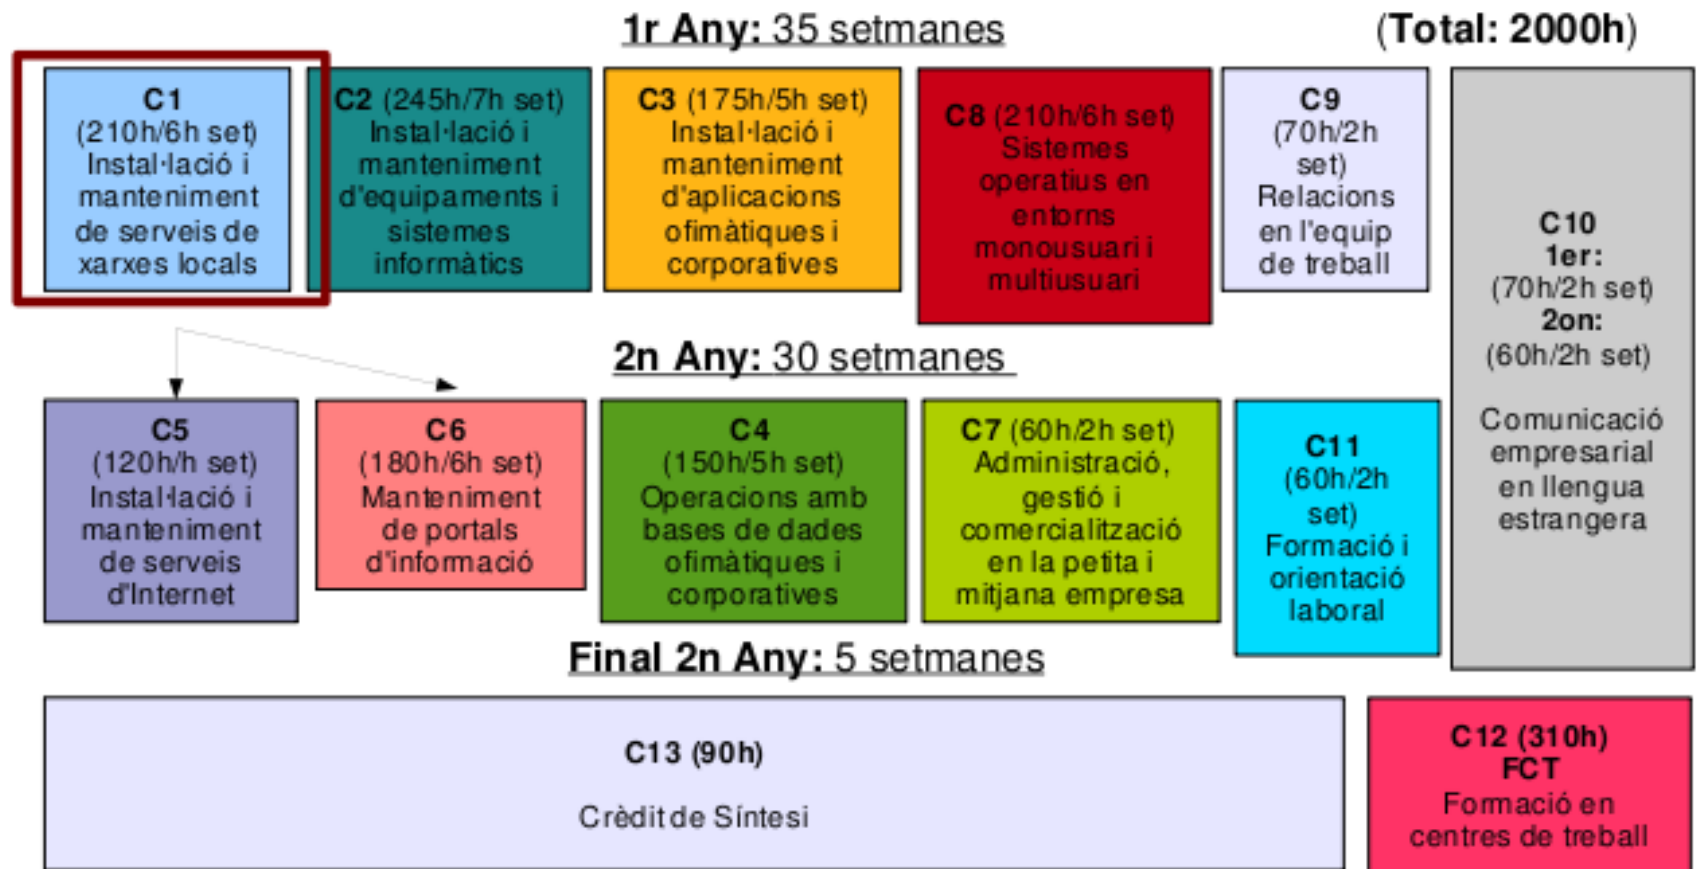 1r Any: 35 setmanes
(Total: 2000h)
C1
(210h/6h set)
Instal·lació i
manteniment
de serveis de
xarxes locals
C2 (245h/7h set)
Instal·lació i
manteniment
d'equipaments i
sistemes
informàtics
C3 (175h/5h set)
Instal·lació i
manteniment
d'aplicacions
ofimàtiques i
corporatives
C8 (210h/6h set)
Sistemes
operatius en
entorns
monousuari i
multiusuari
C9
(70h/2h
set)
Relacions
en l'equip
de treball
C10
1er:
(70h/2h set)
2on:
(60h/2h set)
Comunicació
empresarial
en llengua
estrangera
2n Any: 30 setmanes
C5
(120h/h set)
Instal·lació i
manteniment
de serveis
d'Internet
C6
(180h/6h set)
Manteniment
de portals
d'informació
C4
(150h/5h set)
Operacions amb
bases de dades
ofimàtiques i
corporatives
C7 (60h/2h set)
Administració,
gestió i
comercialització
en la petita i
mitjana empresa
C11
(60h/2h
set)
Formació i
orientació
laboral
Final 2n Any: 5 setmanes
C13 (90h)
Crèdit de Síntesi
C12 (310h)
FCT
Formació en
centres de treball